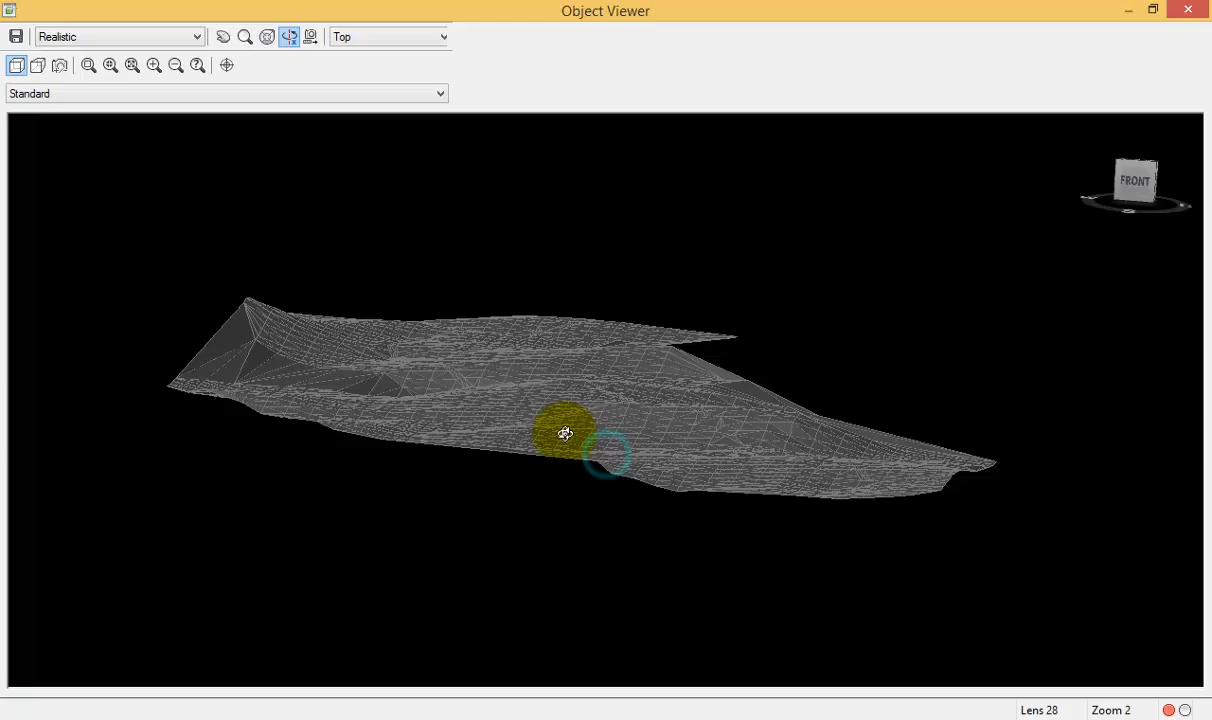 Object Viewer
Realistic
Top
Standard
FRONT
Lens 28
Zoom 2